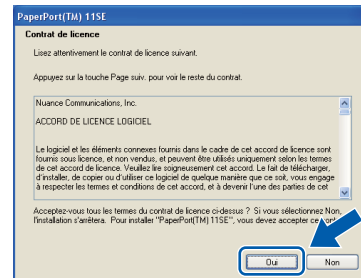 PaperPort(TM) 11SE
Contrat de licence
Lisez attentivement le contrat de licence suivant.
Appuyez sur la touche Page suiv. pour voir le reste du contrat.
Nuance Communications, Inc.
ACCORD DE LICENCE LOGICIEL
Le logiciel et les éléments connexes fournis dans le cadre de cet accord de licence sont
fournis sous licence, et non vendus, et peuvent être utilisés uniquement selon les termes
de cet accord de licence. Veuillez lire soigneusement cet accord. Le fait de télécharger,
d'installer, de copier ou d'utiliser ce logiciel de quelque manière que ce soit, vous engage
à respecter les termes et conditions de cet accord, et à devenir l'une des parties de cet
Acceptez-vous tous les termes du contrat de licence ci-dessus ? Si vous sélectionnez Non,
l'installation s'arrêtera. Pour installer "PaperPort(TM) 11SE", vous devez accepter ce
Oui
Non